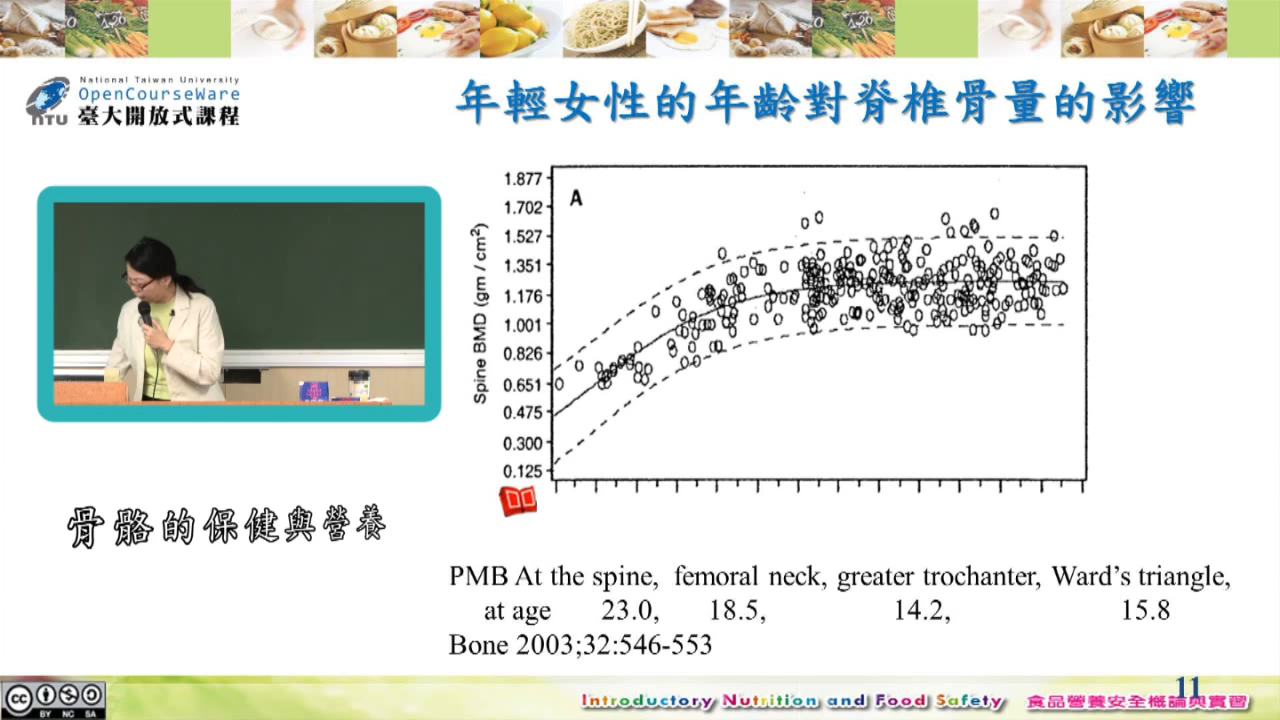 National Taiwan University
OpenCourseWare
NTU 臺大開放式課程
年輕女性的年齡對脊椎骨量的影響
A
Spine BMD (gm / cm²)
1.877
1.702
1.527
1.351
1.176
1.001
0.826
0.651
0.475
0.300
0.125
骨骼的保健與營養
PMB At the spine, femoral neck, greater trochanter, Ward's triangle,
at age 23.0, 18.5, 14.2, 15.8
Bone 2003;32:546-553
cc BY NC SA
Introductory Nutrition and Food Safety 食品營養安全概論與實習
11